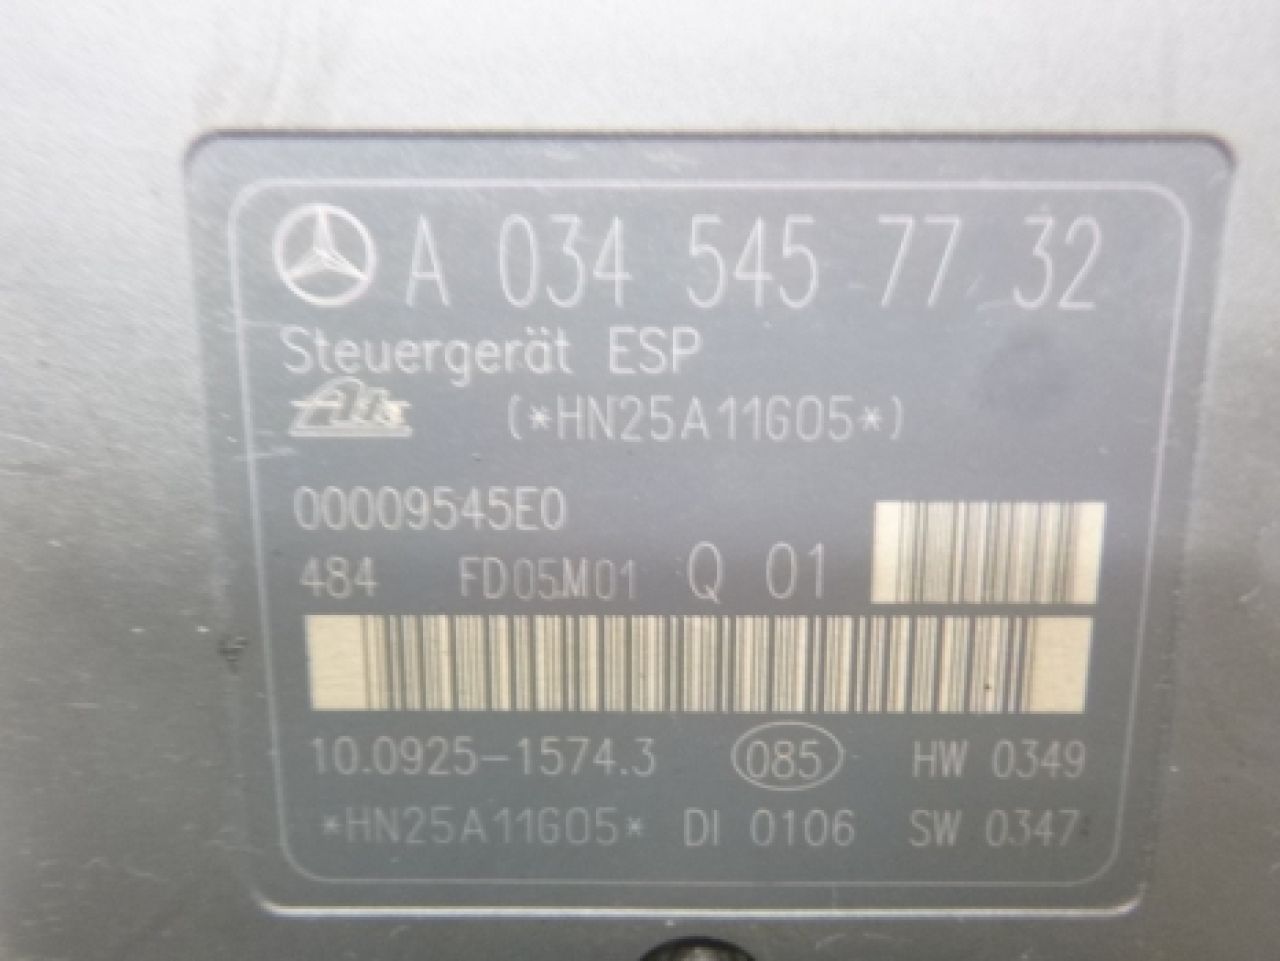 A 034 545 77 32
Steuergerät ESP
Ate (*HN25A11G05*)
00009545E0
484 FD05M01 Q 01
10.0925-1574.3 085 HW 0349
*HN25A11G05* DI 0106 SW 0347